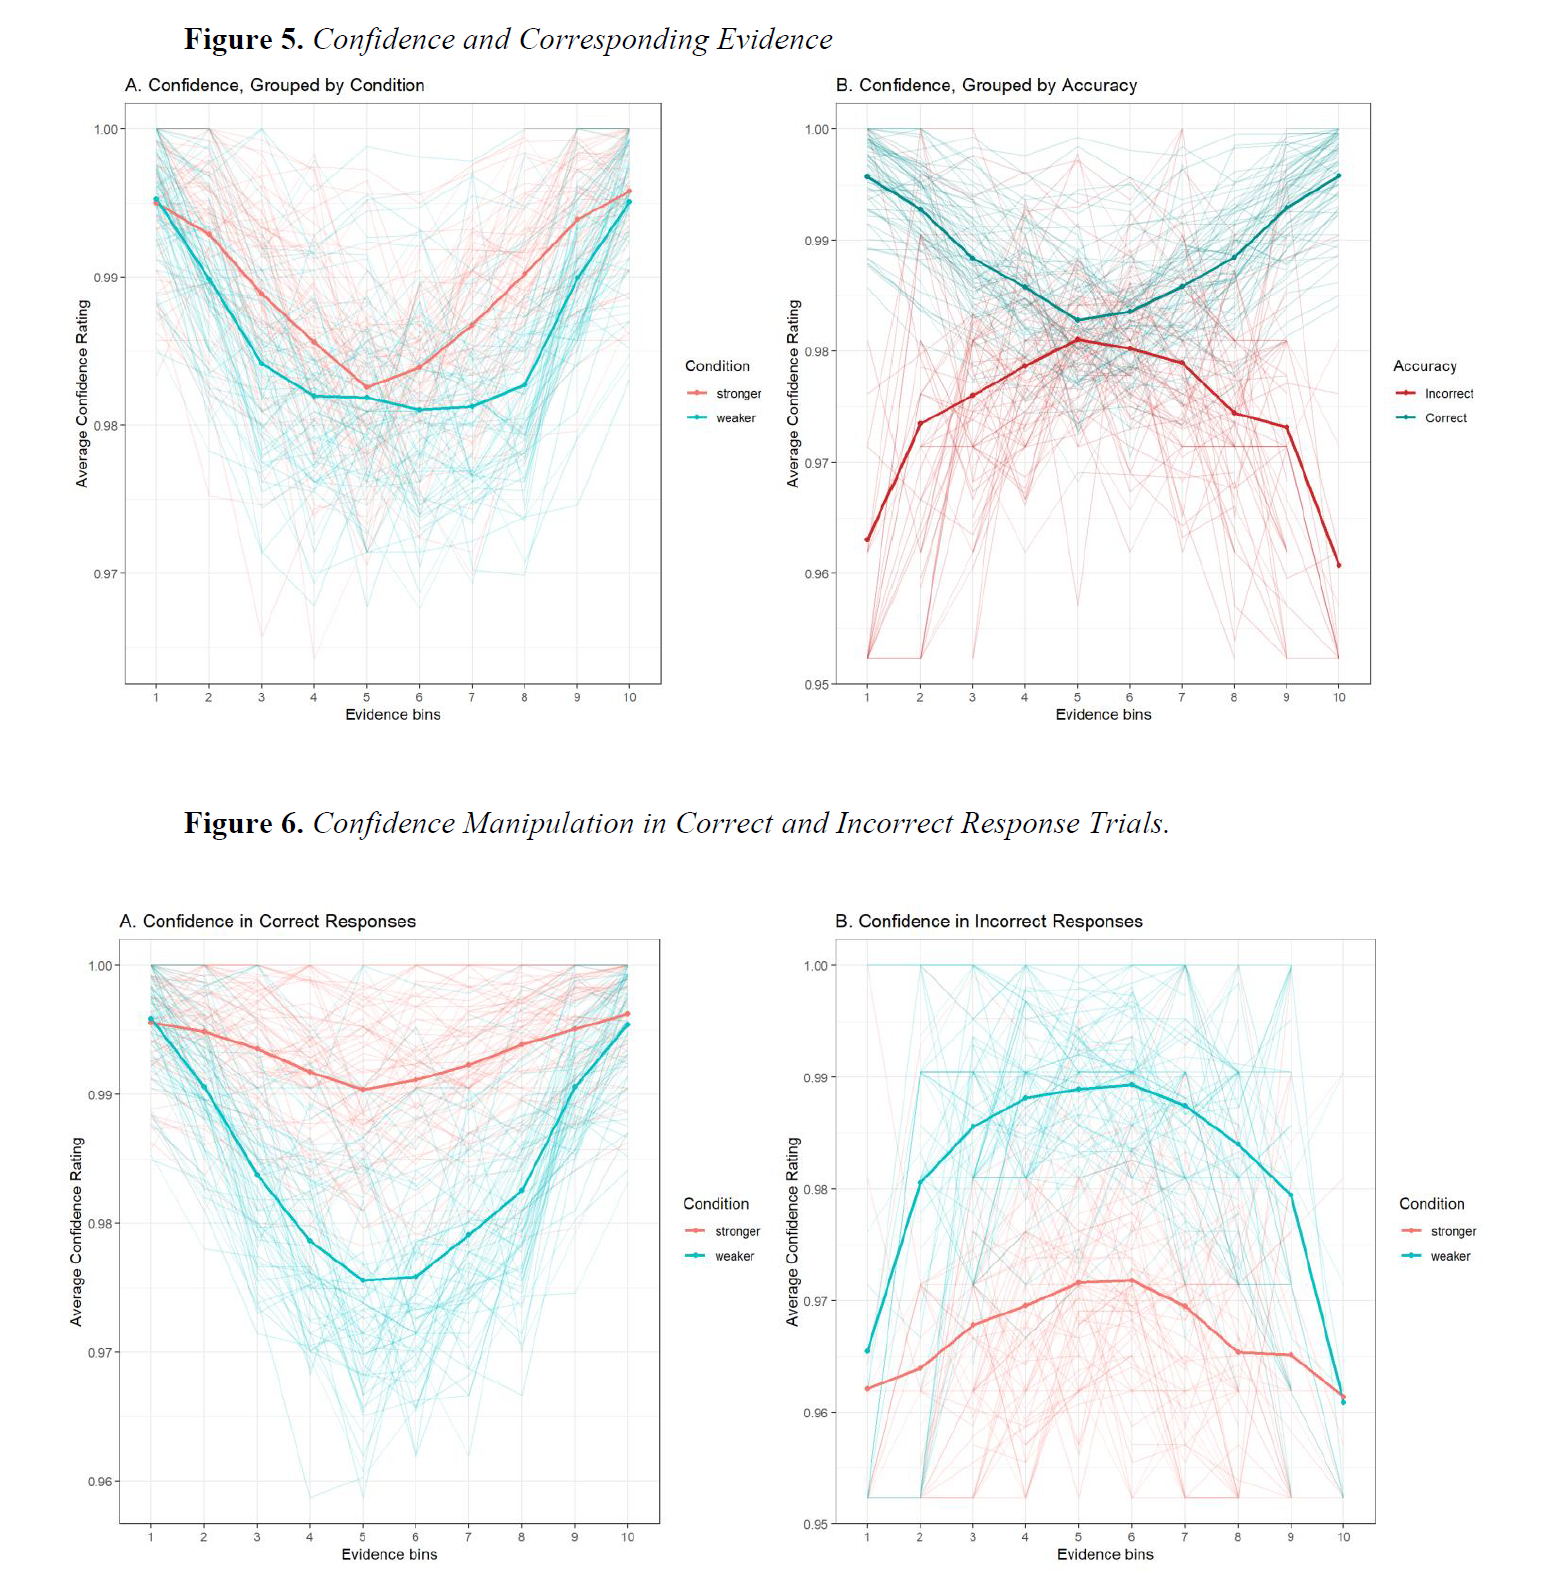 Figure 5. Confidence and Corresponding Evidence
A. Confidence, Grouped by Condition
1.00
0.99
0.98
0.97
Average Confidence Rating
1 2 3 4 5 6 7 8 9 10
Evidence bins
Condition
stronger
weaker
B. Confidence, Grouped by Accuracy
1.00
0.99
0.98
0.97
0.96
0.95
Average Confidence Rating
1 2 3 4 5 6 7 8 9 10
Evidence bins
Accuracy
Incorrect
Correct
Figure 6. Confidence Manipulation in Correct and Incorrect Response Trials.
A. Confidence in Correct Responses
1.00
0.99
0.98
0.97
0.96
Average Confidence Rating
1 2 3 4 5 6 7 8 9 10
Evidence bins
Condition
stronger
weaker
B. Confidence in Incorrect Responses
1.00
0.99
0.98
0.97
0.96
0.95
Average Confidence Rating
1 2 3 4 5 6 7 8 9 10
Evidence bins
Condition
stronger
weaker